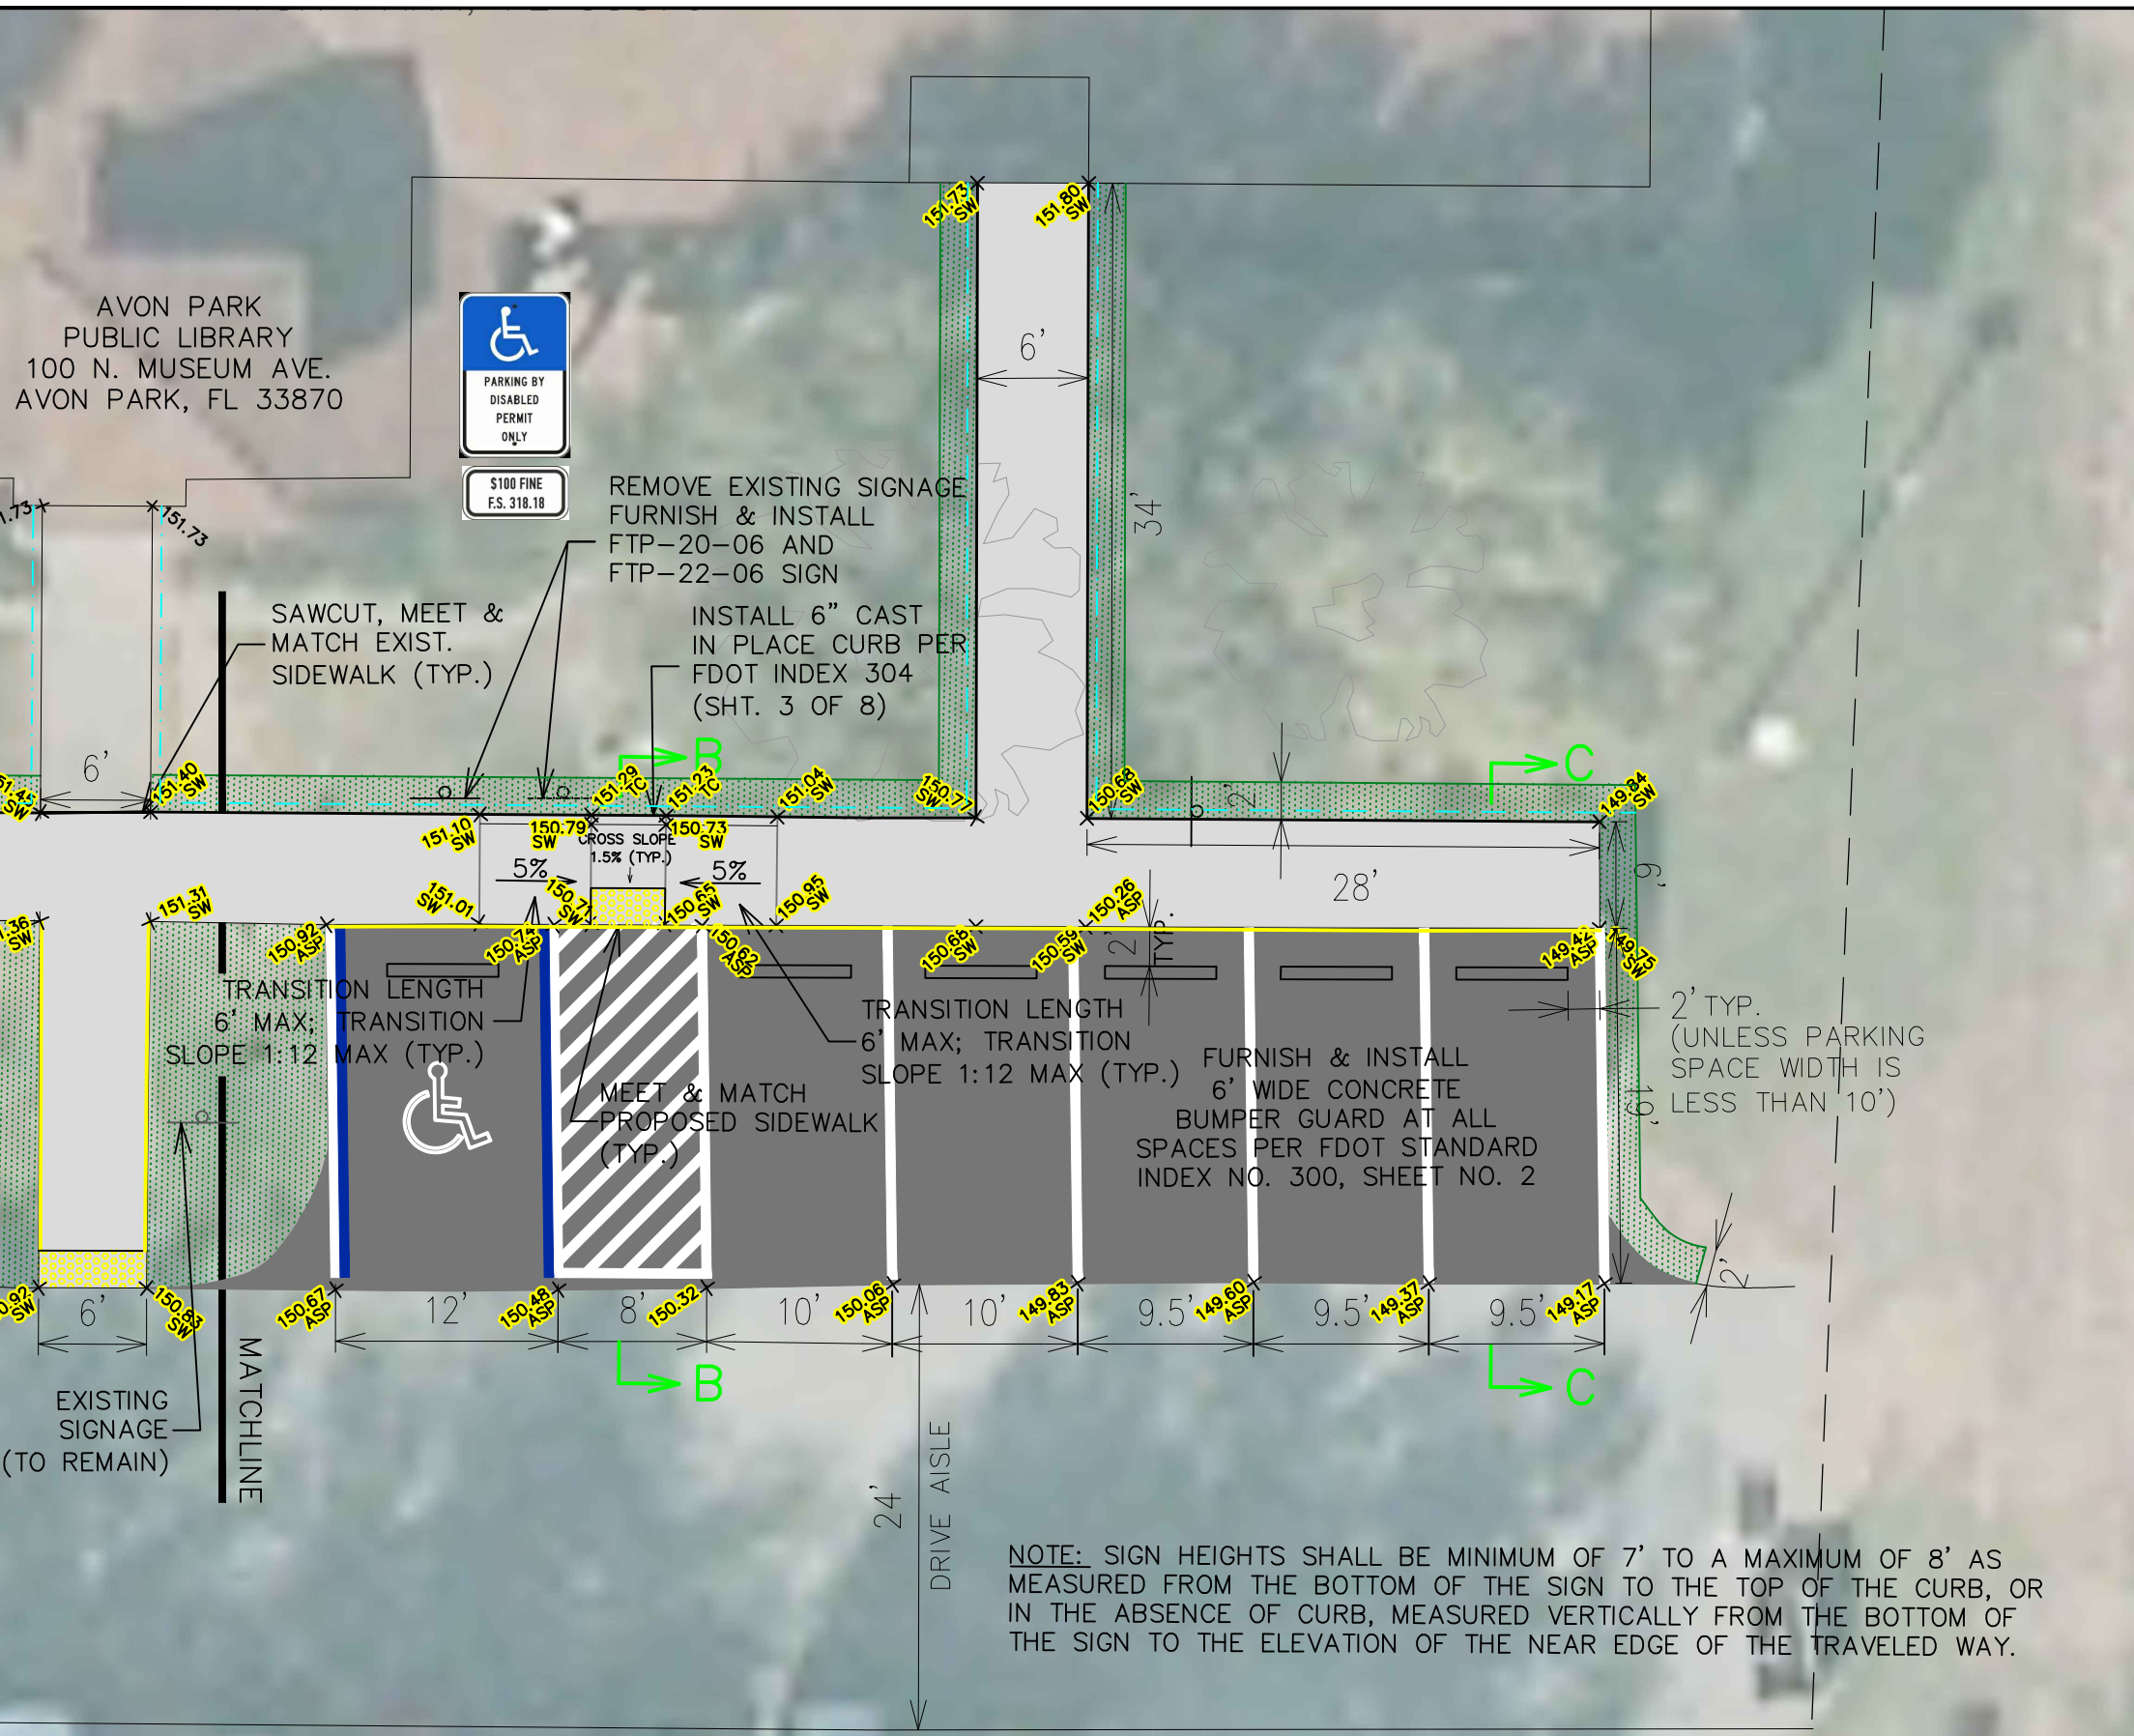 151.73
SW
151.80
SW
AVON PARK
PUBLIC LIBRARY
100 N. MUSEUM AVE.
AVON PARK, FL 33870
PARKING BY
DISABLED
PERMIT
ONLY
$100 FINE
F.S. 318.18
6'
34'
REMOVE EXISTING SIGNAGE
FURNISH & INSTALL
FTP-20-06 AND
FTP-22-06 SIGN
151.73
SAWCUT, MEET &
MATCH EXIST.
SIDEWALK (TYP.)
INSTALL 6" CAST
IN PLACE CURB PER
FDOT INDEX 304
(SHT. 3 OF 8)
6'
B
C
151.40
SW
151.29
TC
151.23
TC
151.04
SW
150.77
SW
150.68
SW
2'
149.84
SW
151.10
SW
150.79
SW
150.73
SW
CROSS SLOPE
1.5% (TYP.)
5%
5%
28'
6'
151.31
SW
151.01
SW
150.71
SW
150.65
SW
150.95
SW
150.26
ASP
150.92
ASP
150.74
ASP
150.62
ASP
150.68
SW
150.59
SW
2'
TYP.
149.42
ASP
149.75
SW
TRANSITION LENGTH
6' MAX; TRANSITION
SLOPE 1:12 MAX (TYP.)
TRANSITION LENGTH
6' MAX; TRANSITION
SLOPE 1:12 MAX (TYP.)
MEET & MATCH
PROPOSED SIDEWALK
(TYP.)
FURNISH & INSTALL
6' WIDE CONCRETE
BUMPER GUARD AT ALL
SPACES PER FDOT STANDARD
INDEX NO. 300, SHEET NO. 2
2' TYP.
(UNLESS PARKING
SPACE WIDTH IS
LESS THAN 10')
19'
2'
150.83
SW
150.67
ASP
150.48
ASP
150.32
150.06
ASP
149.83
ASP
149.60
ASP
149.37
ASP
149.17
ASP
6'
12'
8'
10'
10'
9.5'
9.5'
9.5'
B
C
MATCHLINE
EXISTING
SIGNAGE
(TO REMAIN)
24'
DRIVE AISLE
NOTE: SIGN HEIGHTS SHALL BE MINIMUM OF 7' TO A MAXIMUM OF 8' AS
MEASURED FROM THE BOTTOM OF THE SIGN TO THE TOP OF THE CURB, OR
IN THE ABSENCE OF CURB, MEASURED VERTICALLY FROM THE BOTTOM OF
THE SIGN TO THE ELEVATION OF THE NEAR EDGE OF THE TRAVELED WAY.